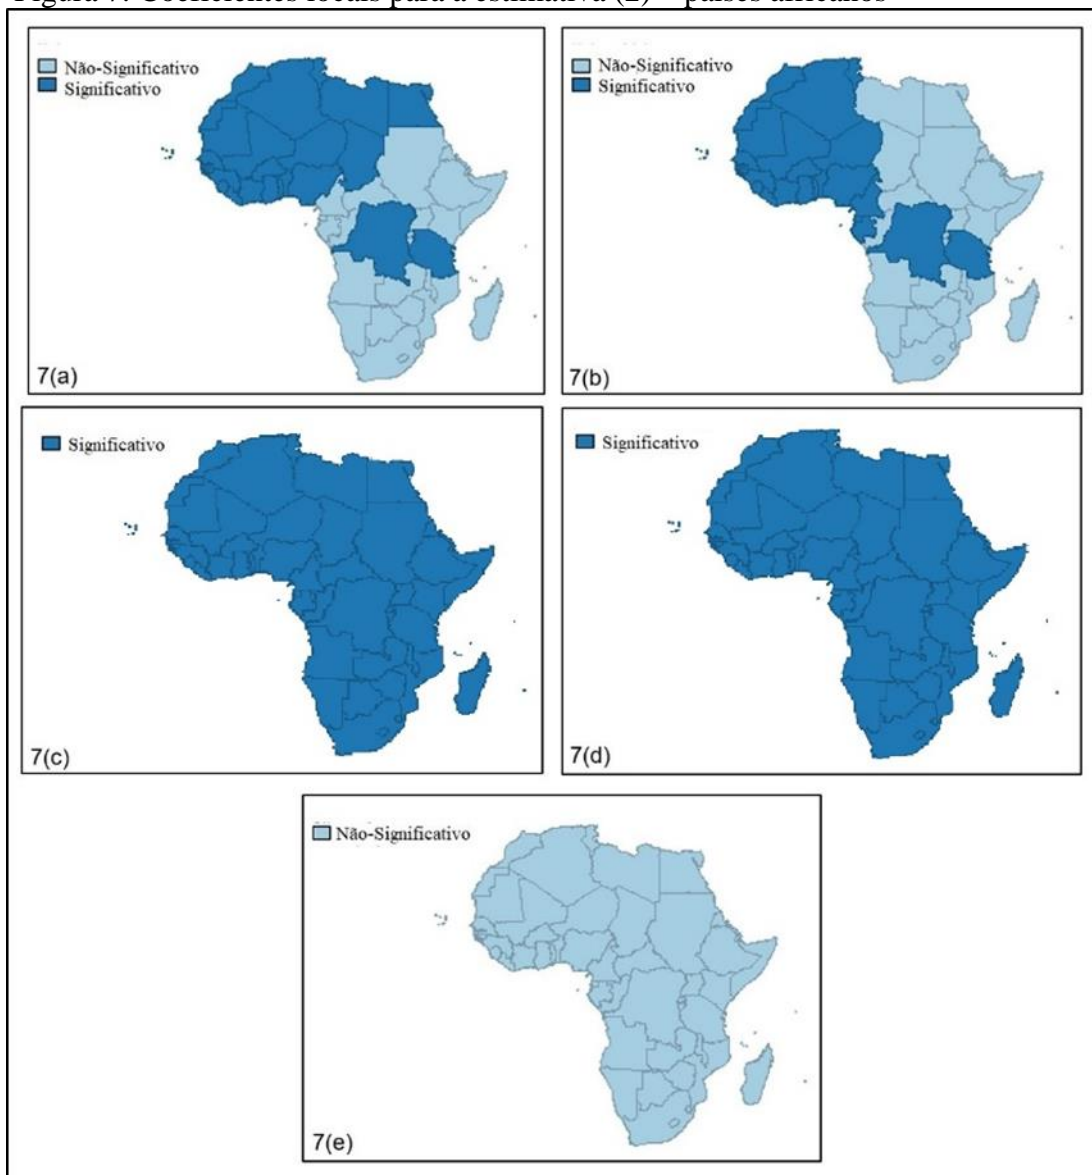 Figura 7: Coeficientes locais para a estimativa (2) – países africanos
Não-Significativo
Significativo
7(a)
Não-Significativo
Significativo
7(b)
Significativo
7(c)
Significativo
7(d)
Não-Significativo
7(e)